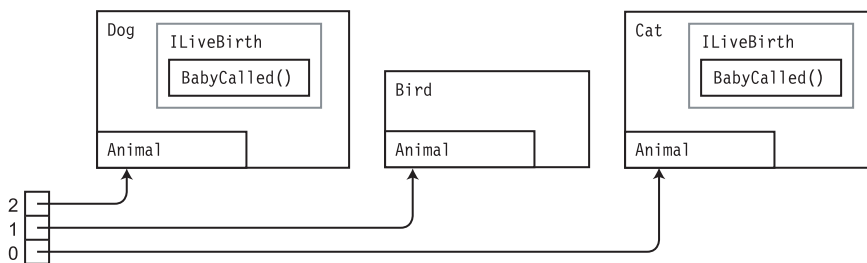 Dog
ILiveBirth
BabyCalled()
Animal
Bird
Animal
Cat
ILiveBirth
BabyCalled()
Animal
2
1
0